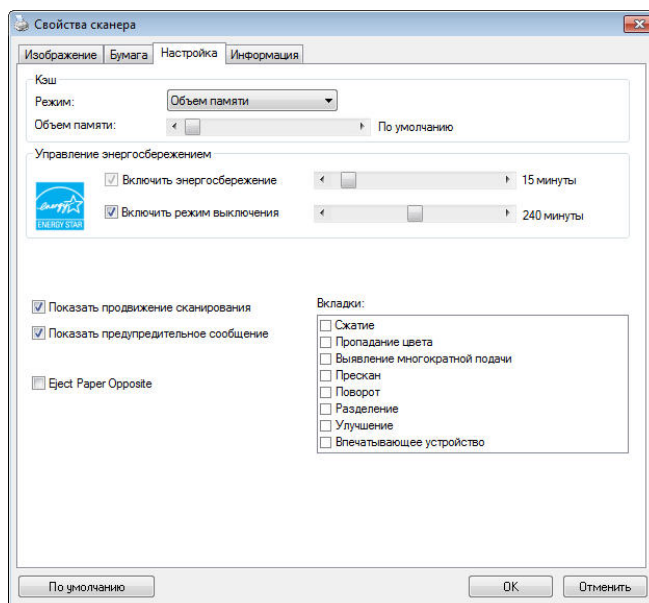 Свойства сканера
Изображение Бумага Настройка Информация
Кэш
Режим: Объем памяти
Объем памяти: По умолчанию
Управление энергосбережением
Включить энергосбережение 15 минуты
Включить режим выключения 240 минуты
energy
ENERGY STAR
Показать продвижение сканирования
Показать предупредительное сообщение
Eject Paper Opposite
Вкладки:
Сжатие
Пропадание цвета
Выявление многократной подачи
Прескан
Поворот
Разделение
Улучшение
Впечатывающее устройство
По умолчанию OK Отменить